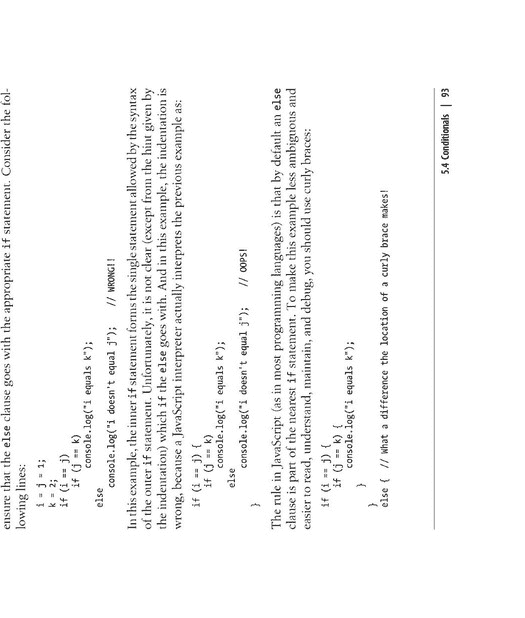 ensure that the else clause goes with the appropriate if statement. Consider the fol-
lowing lines:
i = j = 1;
k = 2;
if (i == j)
if (j == k)
console.log("i equals k");
else
console.log("i doesn't equal j");    // WRONG!!
In this example, the inner if statement forms the single statement allowed by the syntax
of the outer if statement. Unfortunately, it is not clear (except from the hint given by
the indentation) which if the else goes with. And in this example, the indentation is
wrong, because a JavaScript interpreter actually interprets the previous example as:
if (i == j) {
if (j == k)
console.log("i equals k");
else
console.log("i doesn't equal j");    // OOPS!
}
The rule in JavaScript (as in most programming languages) is that by default an else
clause is part of the nearest if statement. To make this example less ambiguous and
easier to read, understand, maintain, and debug, you should use curly braces:
if (i == j) {
if (j == k) {
console.log("i equals k");
}
}
else {  // What a difference the location of a curly brace makes!
5.4 Conditionals | 93